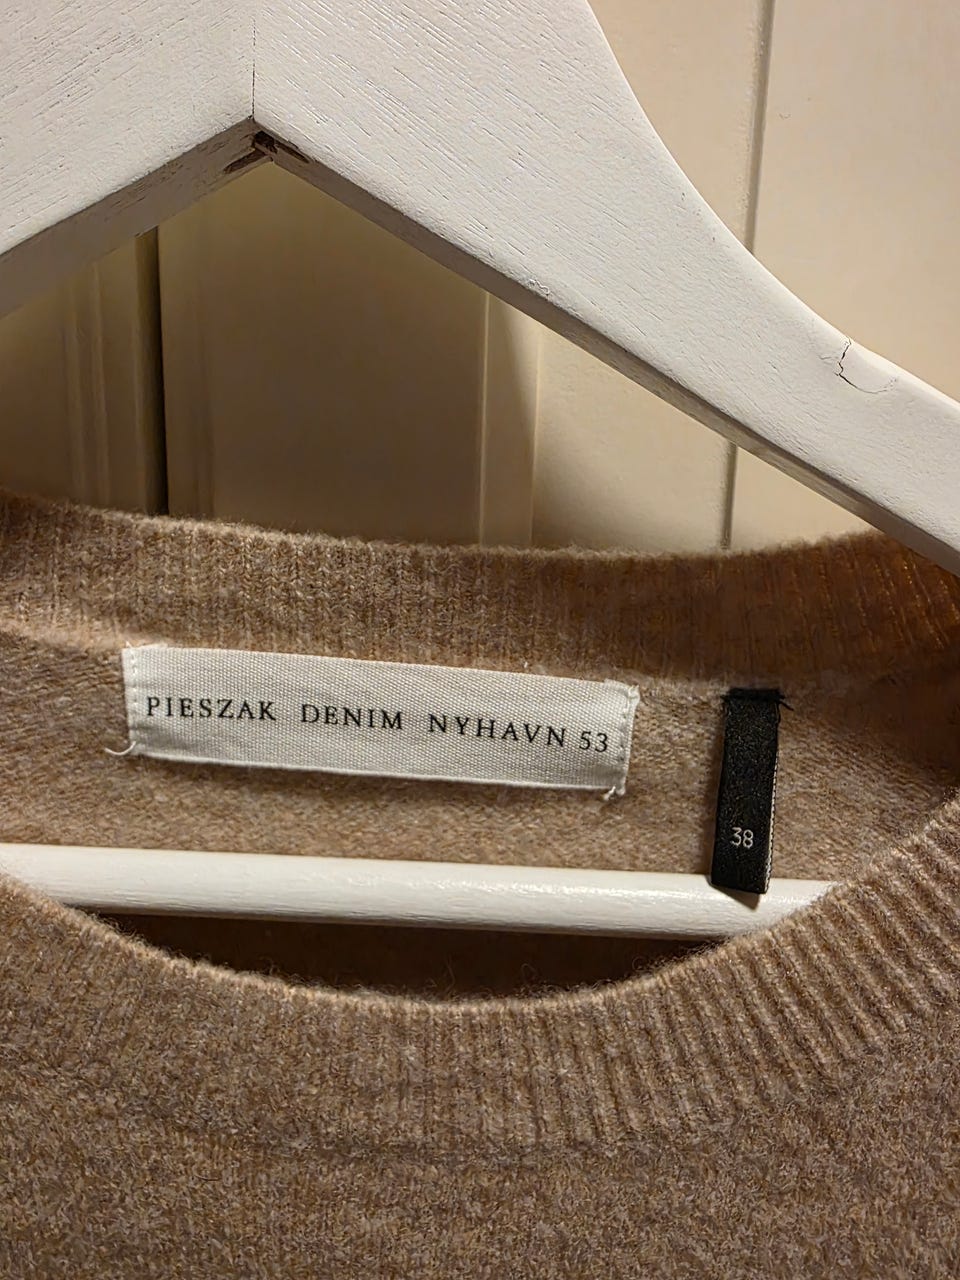 PIESZAK DENIM NYHAVN 53
38